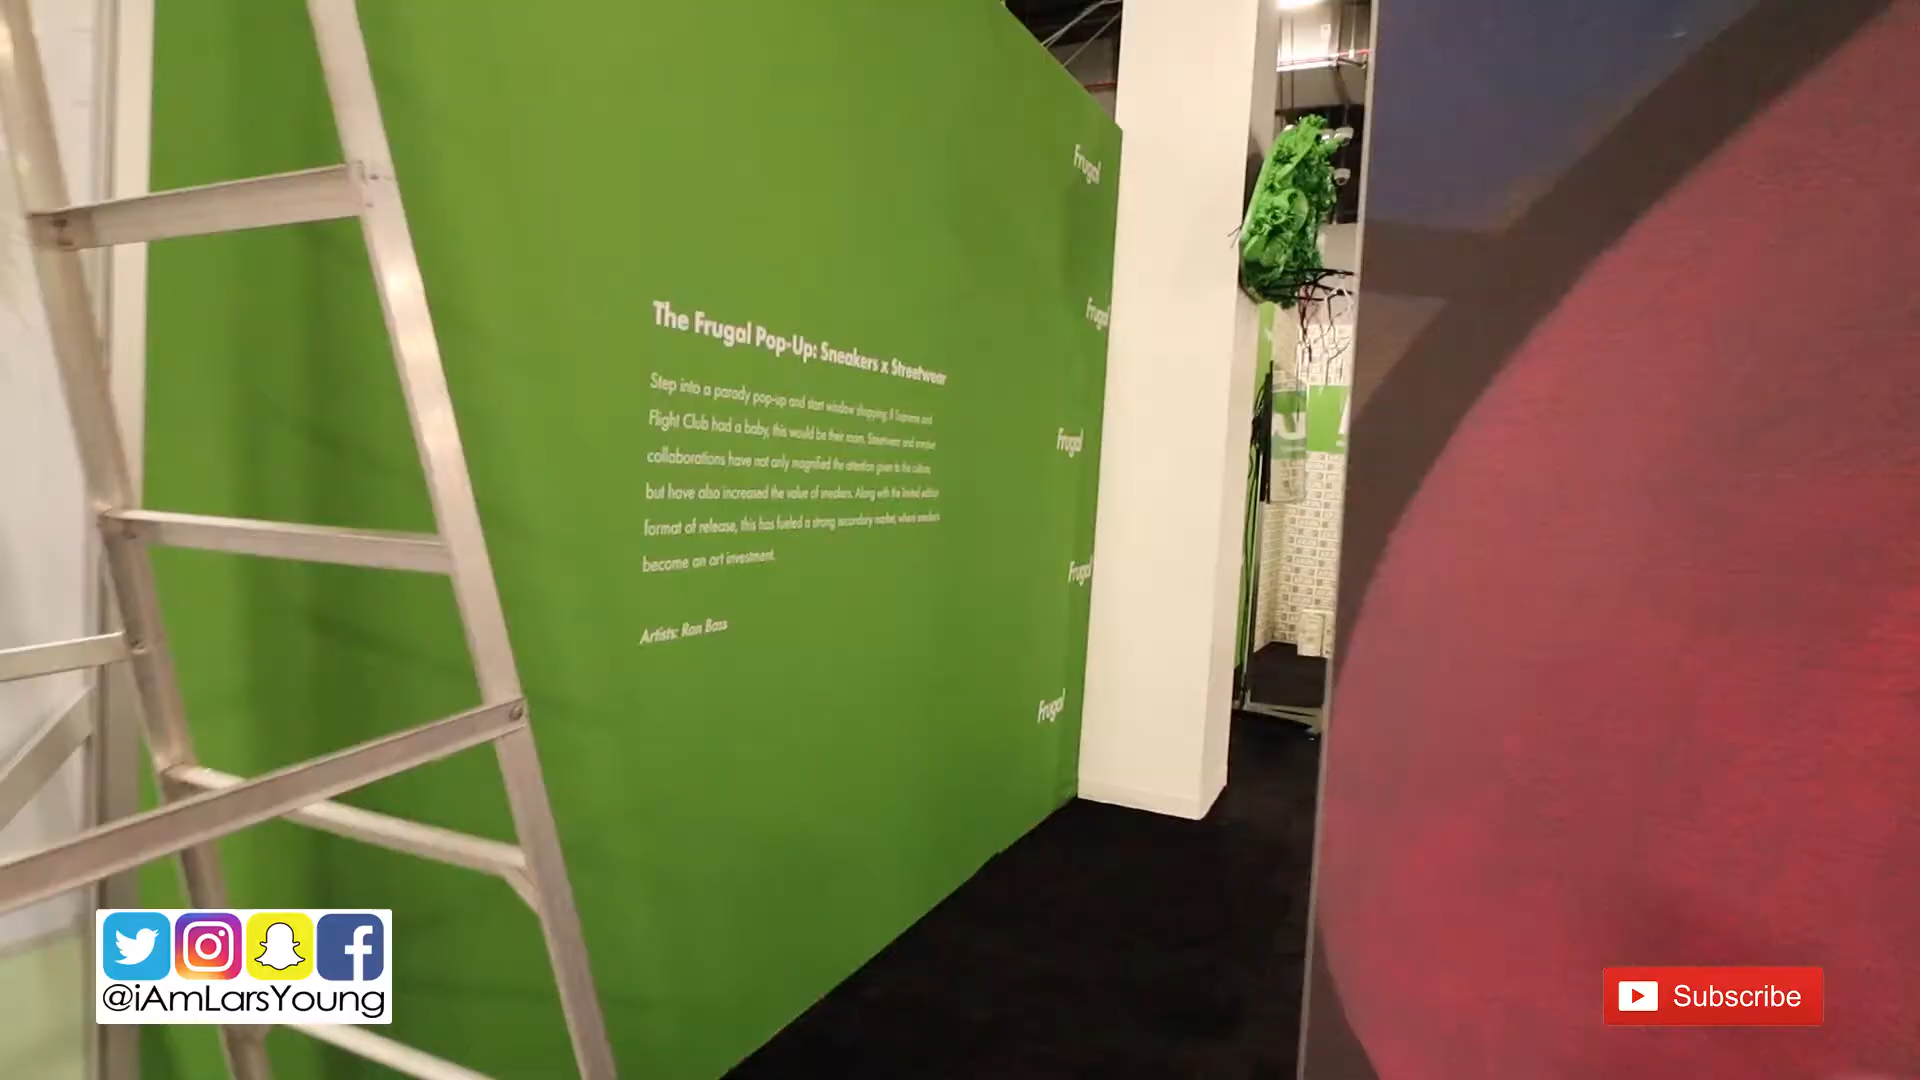 The Frugal Pop-Up: Sneakers x Streetwear
Step into a parady pop-up and start window shopping. If Supreme and
Flight Club had a baby, this would be their room. Streetwear and sneaker
collaborations have not only magnified the attention given to the culture,
but have also increased the value of sneakers. Along with the limited edition
format of release, this has fueled a strong secondary market, where sneakers
become an art investment.
Artists: Ran Bass
Frugal
Frugal
Frugal
Frugal
Frugal
@iAmLarsYoung
Subscribe